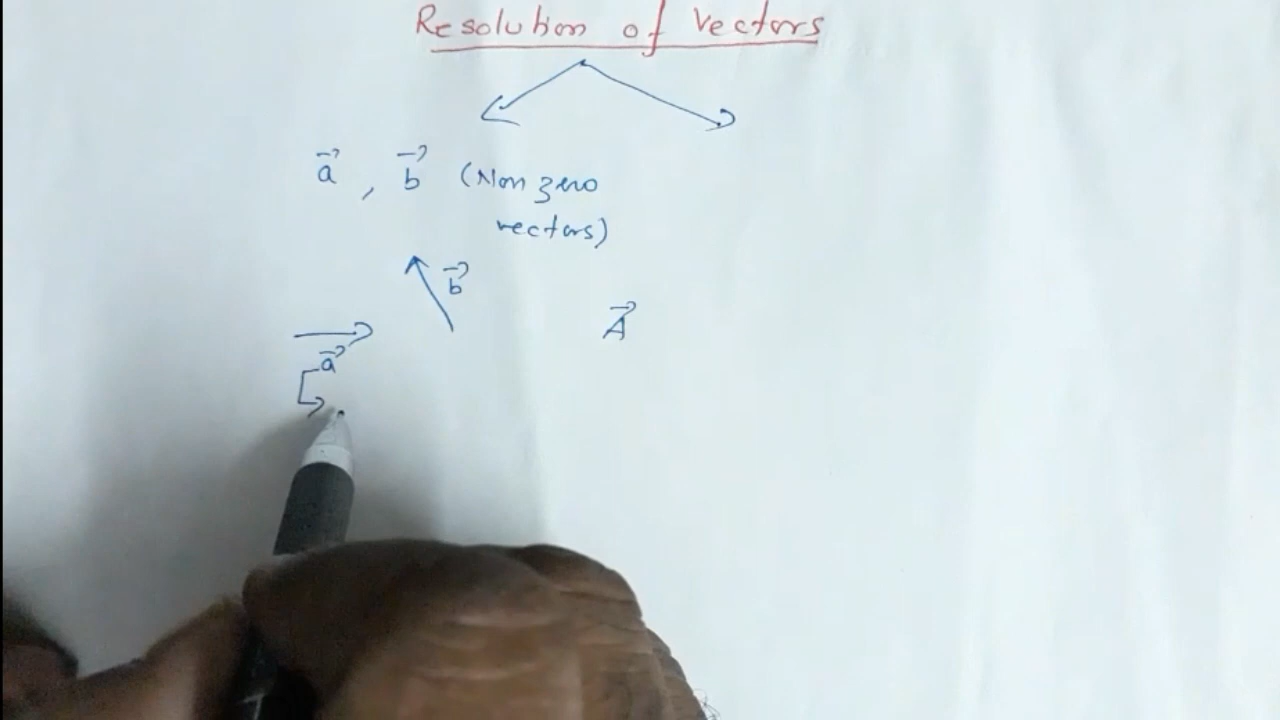 Resolution of vectors
a⃗ , b⃗ (Non zero
vectors)
b⃗
A⃗
a⃗